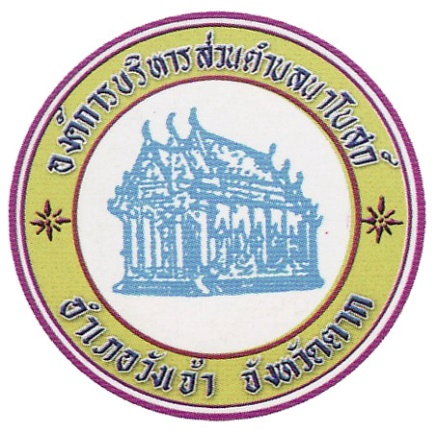 องค์การบริหารส่วนตำบลนาโบสถ์
อำเภอวังเจ้า จังหวัดตาก